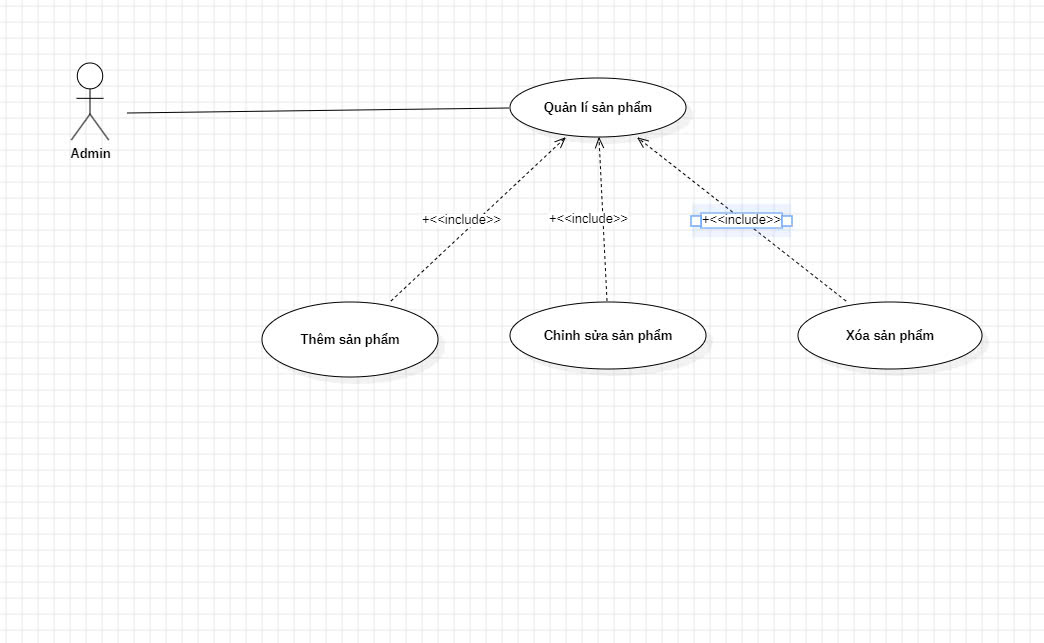 Quản lí sản phẩm
Admin
+<<include>>
+<<include>>
+<<include>>
Thêm sản phẩm
Chỉnh sửa sản phẩm
Xóa sản phẩm